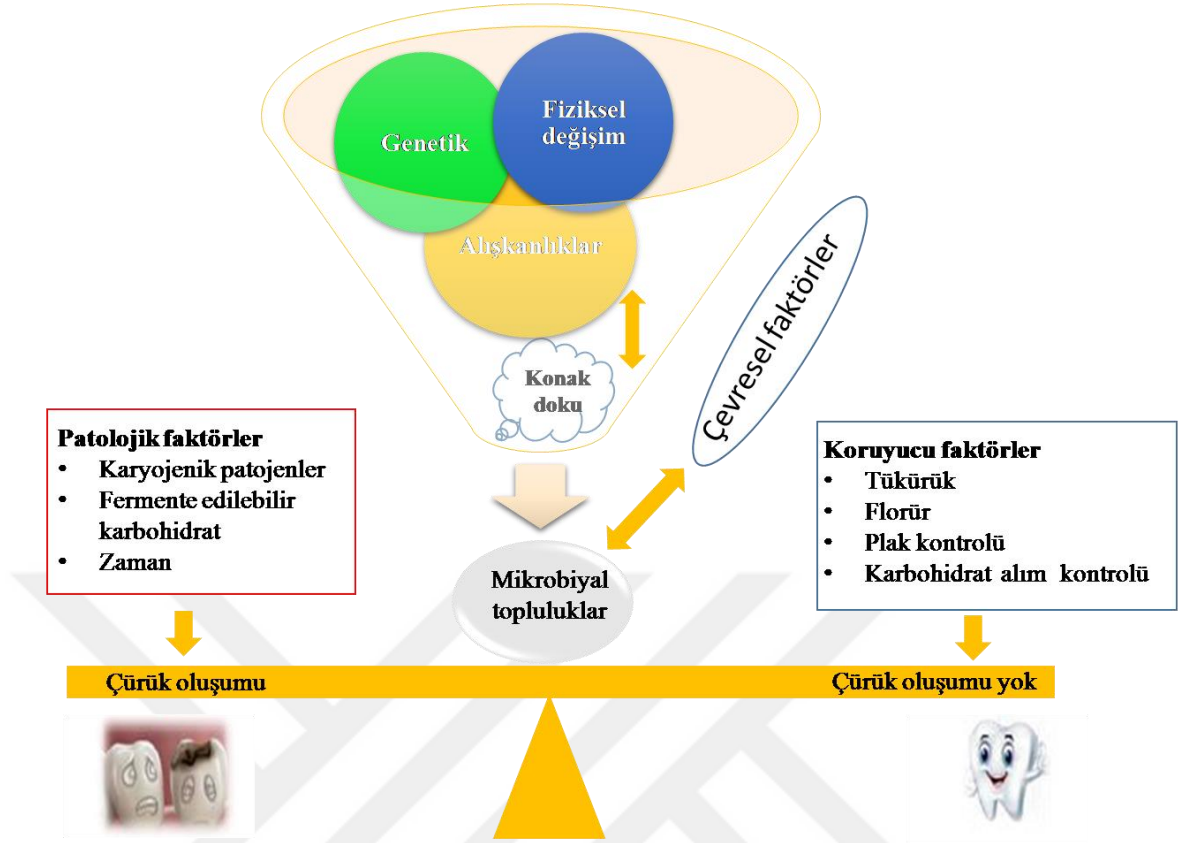 Genetik
Fiziksel
değişim
Alışkanlıklar
Konak
doku
Çevresel faktörler
Patolojik faktörler
• Karyojenik patojenler
• Fermente edilebilir
karbohidrat
• Zaman
Koruyucu faktörler
• Tükürük
• Florür
• Plak kontrolü
• Karbohidrat alım kontrolü
Mikrobiyal
topluluklar
Çürük oluşumu
Çürük oluşumu yok